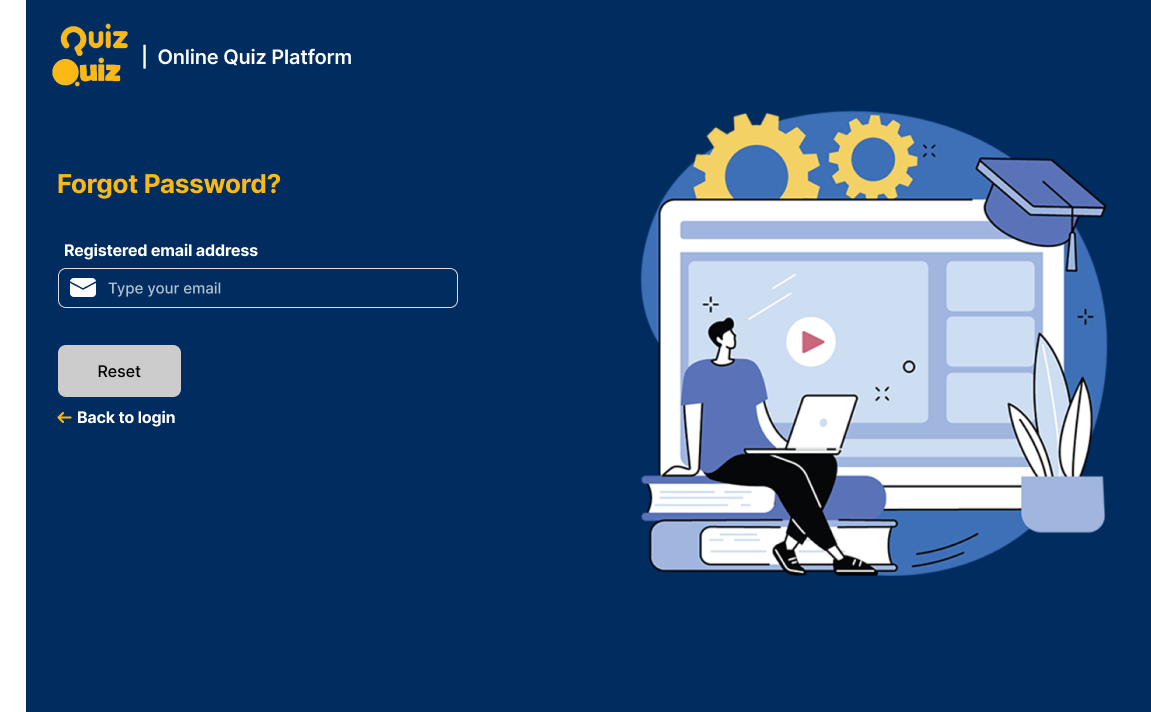 Quiz
Quiz
| Online Quiz Platform
Forgot Password?
Registered email address
Type your email
Reset
Back to login